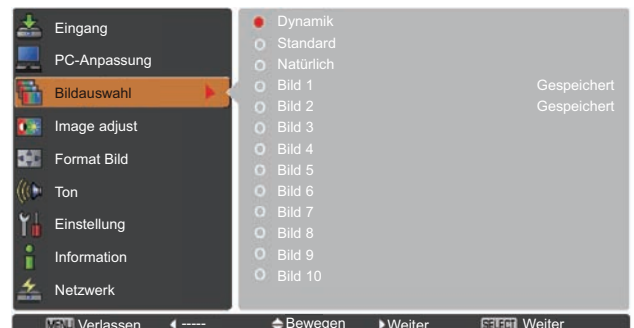 Eingang
PC-Anpassung
Bildauswahl
Image adjust
Format Bild
Ton
Einstellung
Information
Netzwerk
Dynamik
Standard
Natürlich
Bild 1 Gespeichert
Bild 2 Gespeichert
Bild 3
Bild 4
Bild 5
Bild 6
Bild 7
Bild 8
Bild 9
Bild 10
MENU Verlassen ----- Bewegen Weiter SELECT Weiter